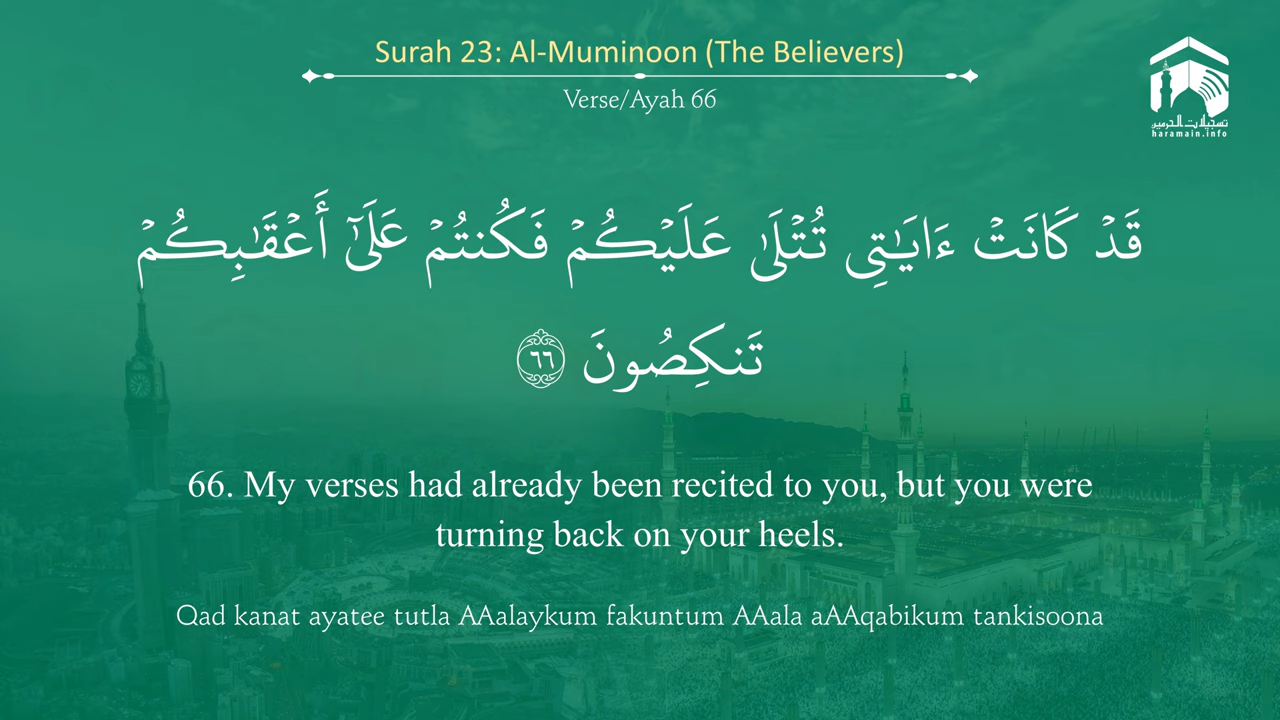 Surah 23: Al-Muminoon (The Believers)
Verse/Ayah 66
تسجيلات الحرمين
haramain.info
قَدۡ كَانَتۡ ءَايَٰتِي تُتۡلَىٰ عَلَيۡكُمۡ فَكُنتُمۡ عَلَىٰٓ أَعۡقَٰبِكُمۡ
تَنكِصُونَ ٦٦
66. My verses had already been recited to you, but you were
turning back on your heels.
Qad kanat ayatee tutla AAalaykum fakuntum AAala aAAqabikum tankisoona